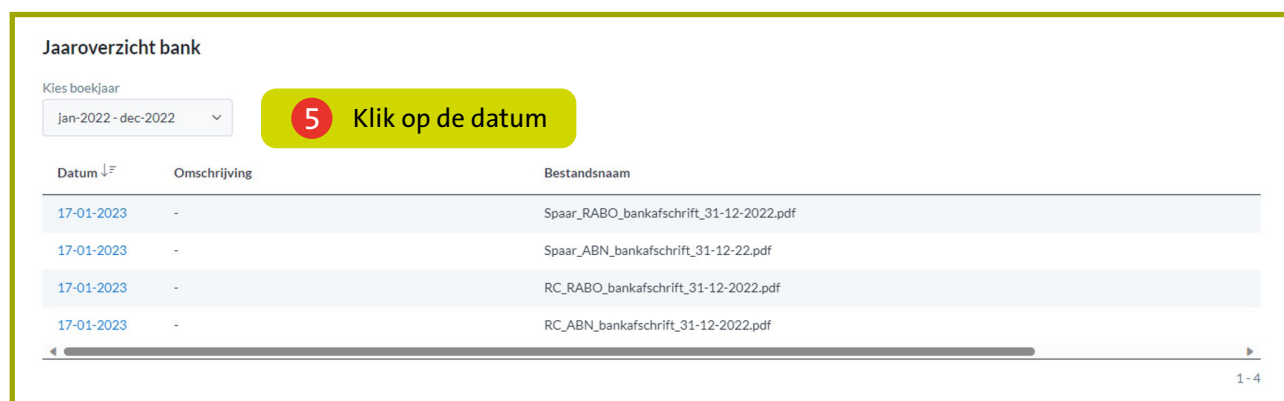 Jaaroverzicht bank
Kies boekjaar
jan-2022 - dec-2022
5 Klik op de datum
Datum Omschrijving Bestandsnaam
17-01-2023 - Spaar_RABO_bankafschrift_31-12-2022.pdf
17-01-2023 - Spaar_ABN_bankafschrift_31-12-22.pdf
17-01-2023 - RC_RABO_bankafschrift_31-12-2022.pdf
17-01-2023 - RC_ABN_bankafschrift_31-12-2022.pdf
1 - 4